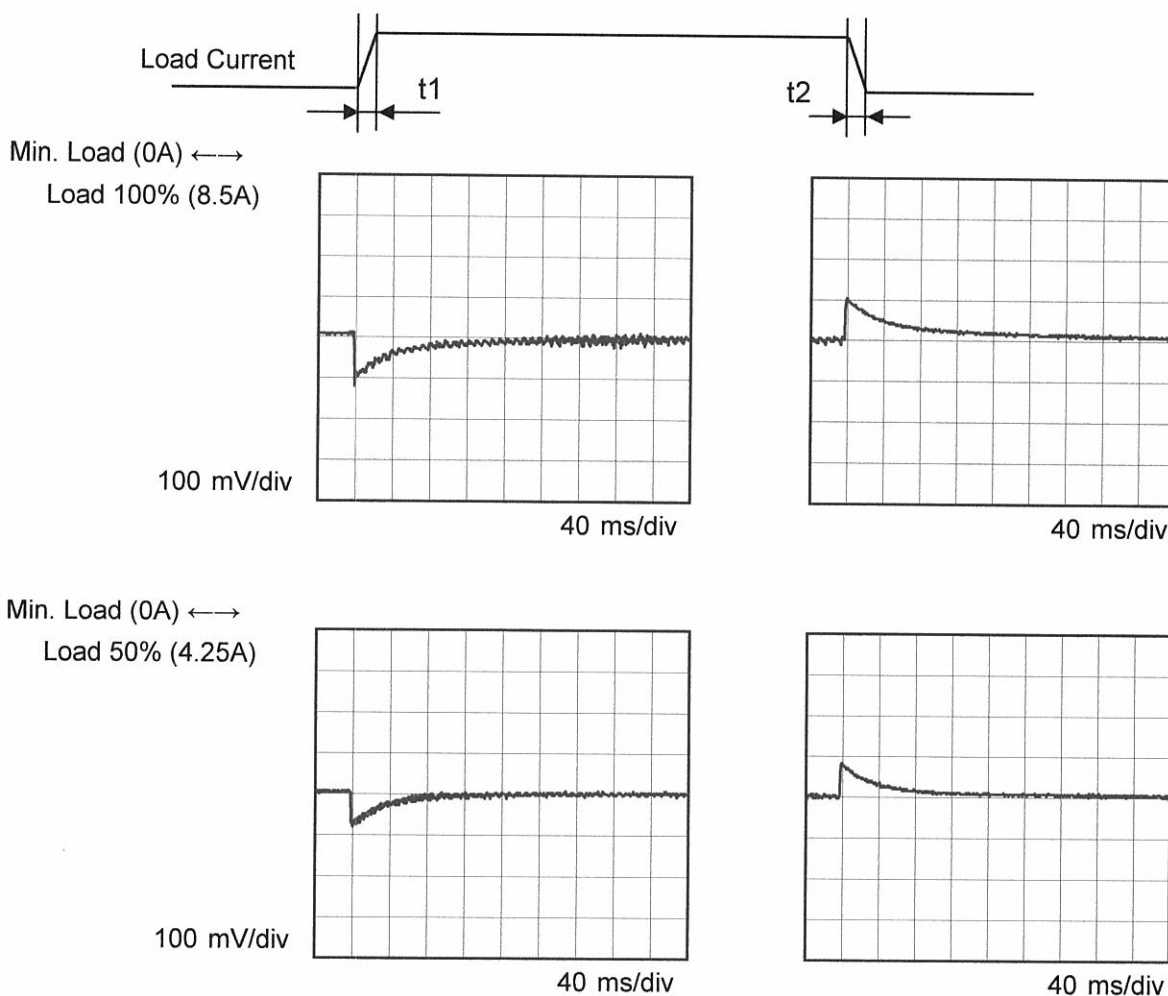 Load Current
t1
t2
Min. Load (0A) ←→
Load 100% (8.5A)
100 mV/div
40 ms/div
40 ms/div
Min. Load (0A) ←→
Load 50% (4.25A)
100 mV/div
40 ms/div
40 ms/div